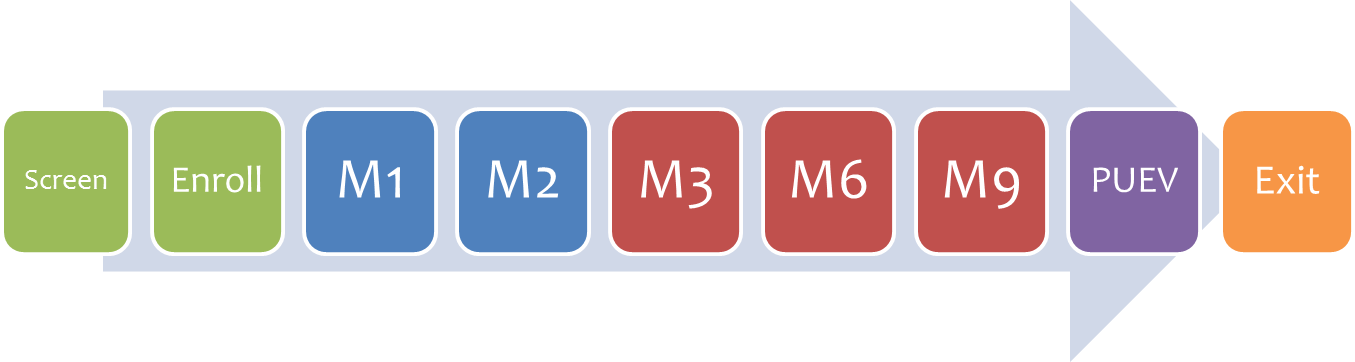 Screen
Enroll
M1
M2
M3
M6
M9
PUEV
Exit